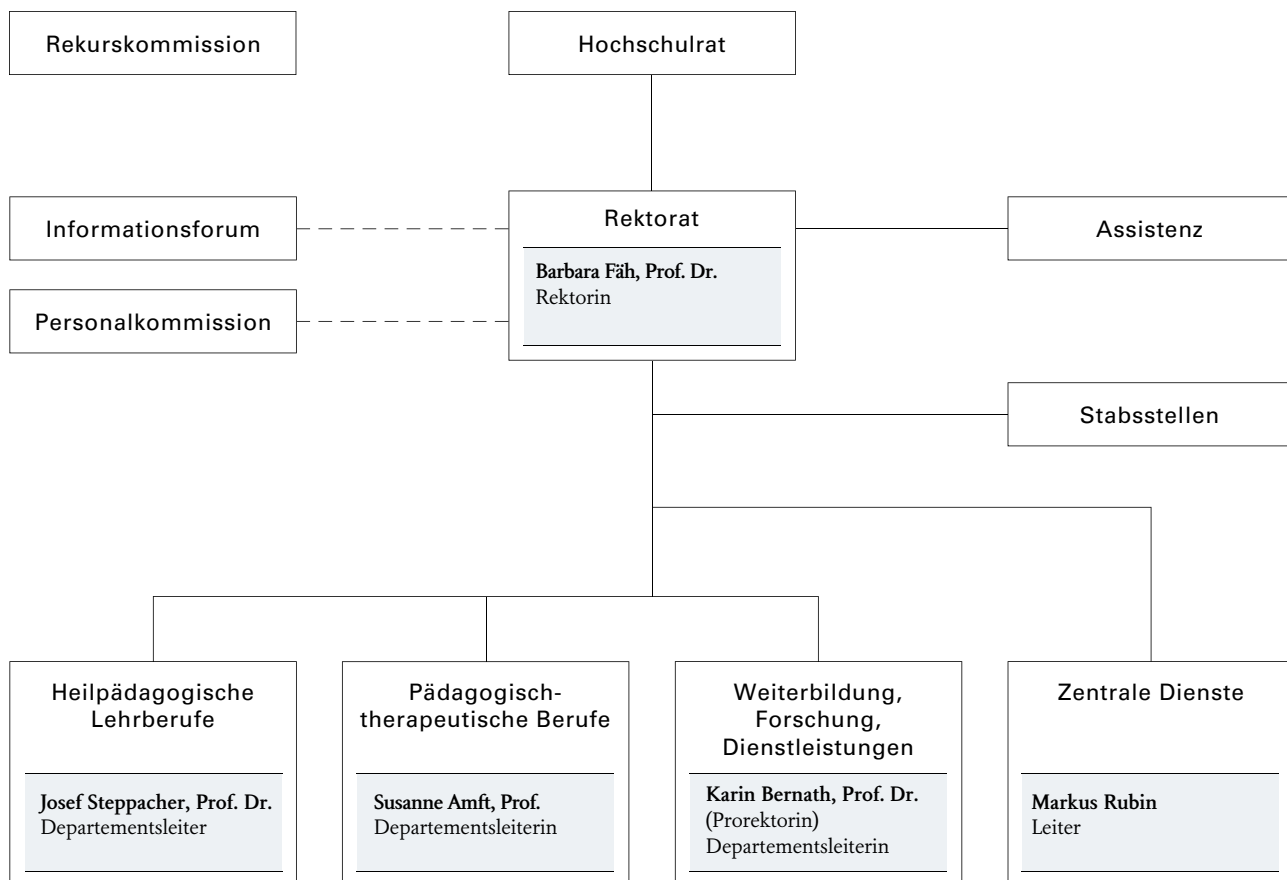 Rekurskommission
Hochschulrat
Informationsforum
Rektorat
Assistenz
Barbara Fäh, Prof. Dr.
Rektorin
Personalkommission
Stabsstellen
Heilpädagogische
Lehrberufe
Josef Steppacher, Prof. Dr.
Departementsleiter
Pädagogisch-
therapeutische Berufe
Susanne Amft, Prof.
Departementsleiterin
Weiterbildung,
Forschung,
Dienstleistungen
Karin Bernath, Prof. Dr.
(Prorektorin)
Departementsleiterin
Zentrale Dienste
Markus Rubin
Leiter